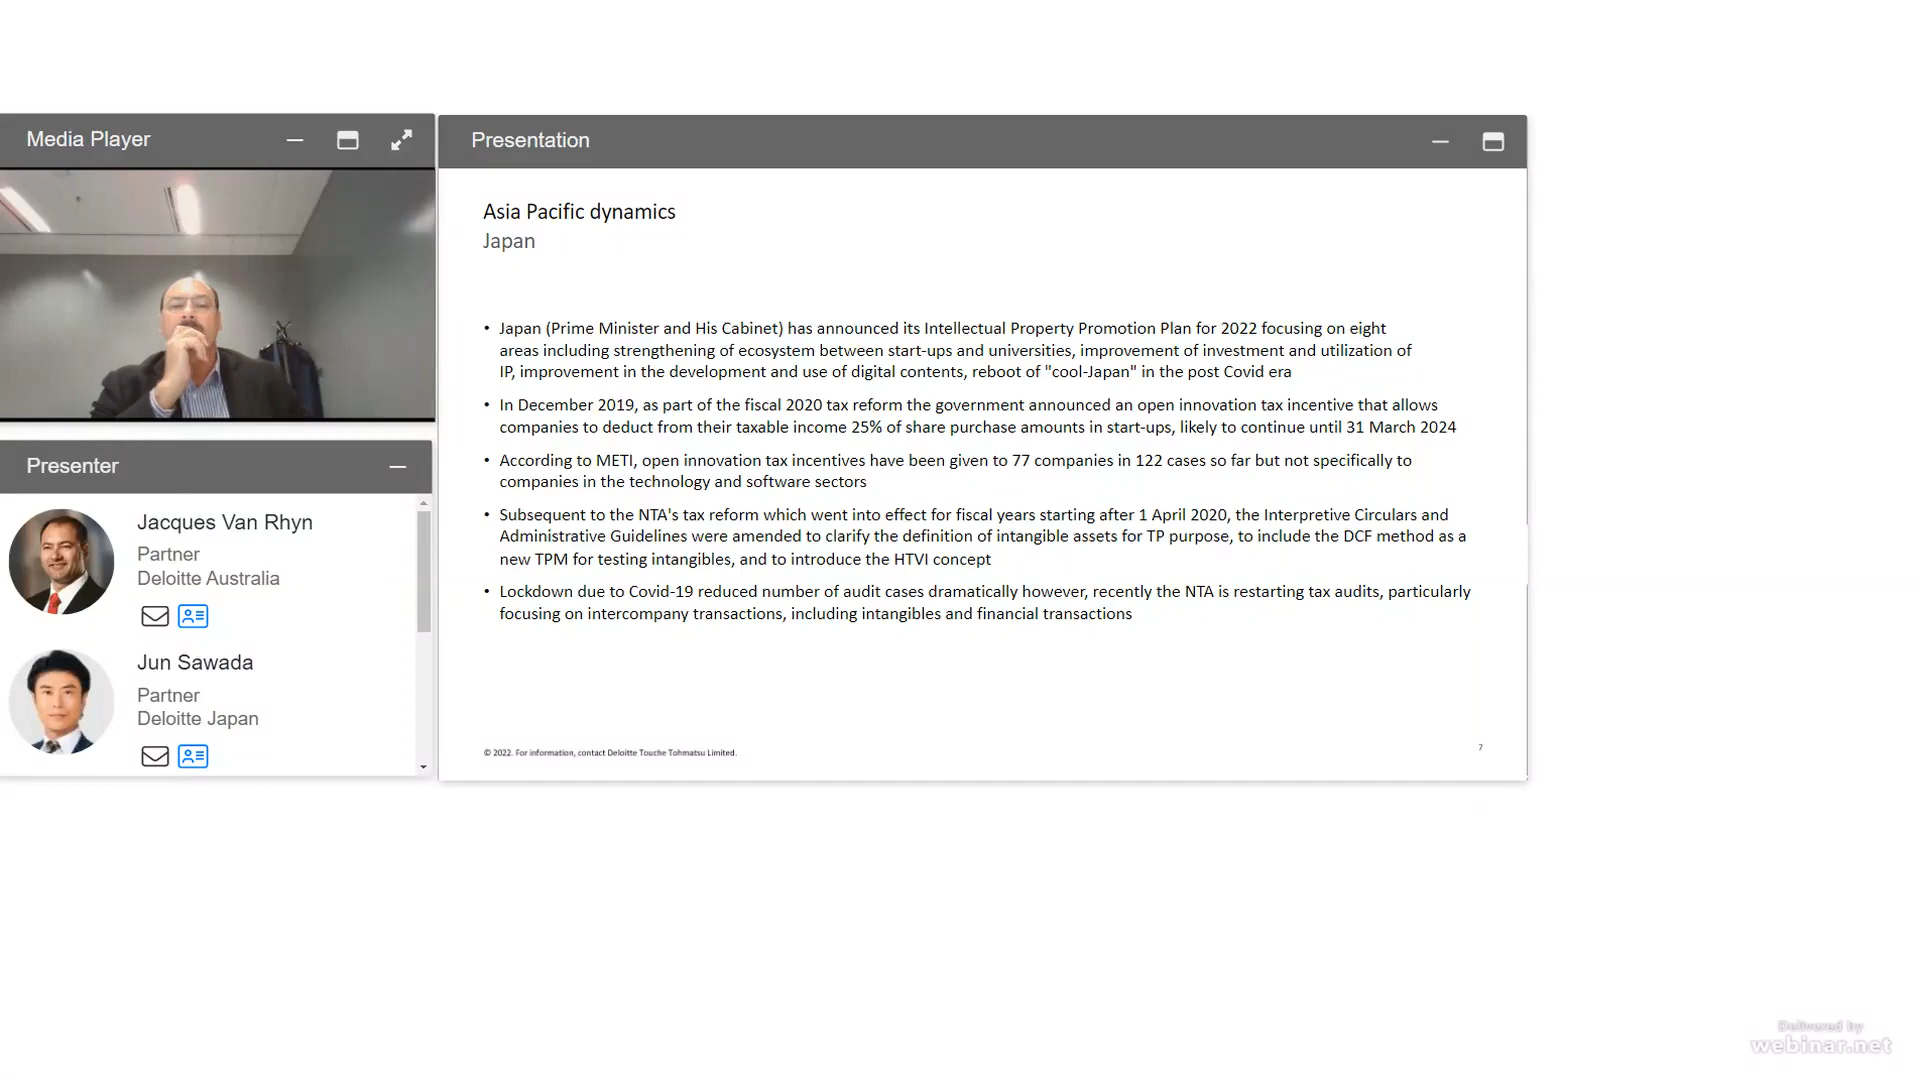 Media Player
Presenter
Jacques Van Rhyn
Partner
Deloitte Australia
Jun Sawada
Partner
Deloitte Japan
Presentation
Asia Pacific dynamics
Japan
• Japan (Prime Minister and His Cabinet) has announced its Intellectual Property Promotion Plan for 2022 focusing on eight
areas including strengthening of ecosystem between start-ups and universities, improvement of investment and utilization of
IP, improvement in the development and use of digital contents, reboot of "cool-Japan" in the post Covid era
• In December 2019, as part of the fiscal 2020 tax reform the government announced an open innovation tax incentive that allows
companies to deduct from their taxable income 25% of share purchase amounts in start-ups, likely to continue until 31 March 2024
• According to METI, open innovation tax incentives have been given to 77 companies in 122 cases so far but not specifically to
companies in the technology and software sectors
• Subsequent to the NTA's tax reform which went into effect for fiscal years starting after 1 April 2020, the Interpretive Circulars and
Administrative Guidelines were amended to clarify the definition of intangible assets for TP purpose, to include the DCF method as a
new TPM for testing intangibles, and to introduce the HTVI concept
• Lockdown due to Covid-19 reduced number of audit cases dramatically however, recently the NTA is restarting tax audits, particularly
focusing on intercompany transactions, including intangibles and financial transactions
© 2022. For information, contact Deloitte Touche Tohmatsu Limited.
7
Delivered by
webinar.net